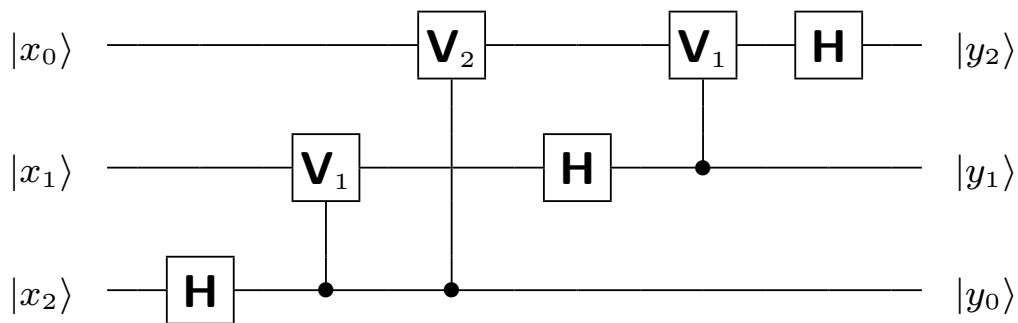 |x₀⟩ V₂ V₁ H |y₂⟩
|x₁⟩ V₁ H |y₁⟩
|x₂⟩ H |y₀⟩